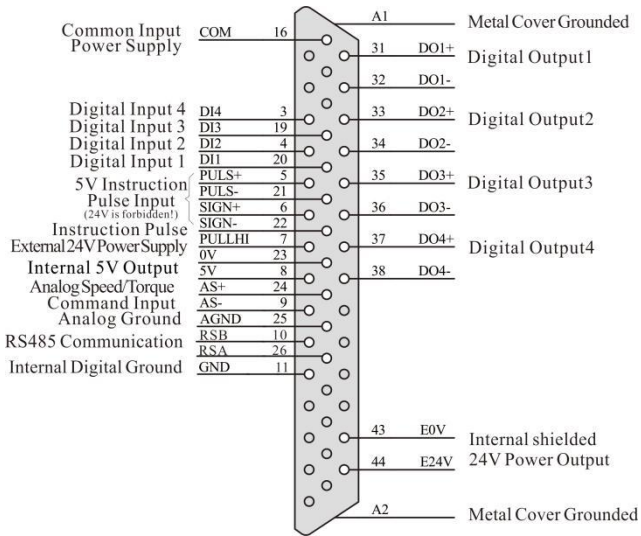 A1 Metal Cover Grounded
Common Input COM 16
Power Supply
31 DO1+ Digital Output1
32 DO1-
Digital Input 4 DI4 3
33 DO2+ Digital Output2
Digital Input 3 DI3 19
Digital Input 2 DI2 4
34 DO2-
Digital Input 1 DI1 20
PULS+ 5
35 DO3+ Digital Output3
5V Instruction
PULS- 21
Pulse Input
SIGN+ 6
36 DO3-
(24V is forbidden!)
SIGN- 22
Instruction Pulse
PULLHI 7
37 DO4+ Digital Output4
External 24V Power Supply
0V 23
Internal 5V Output
5V 8
38 DO4-
Analog Speed/Torque AS+ 24
Command Input AS- 9
Analog Ground AGND 25
RS485 Communication RSB 10
RSA 26
Internal Digital Ground GND 11
43 E0V Internal shielded
44 E24V 24V Power Output
A2 Metal Cover Grounded